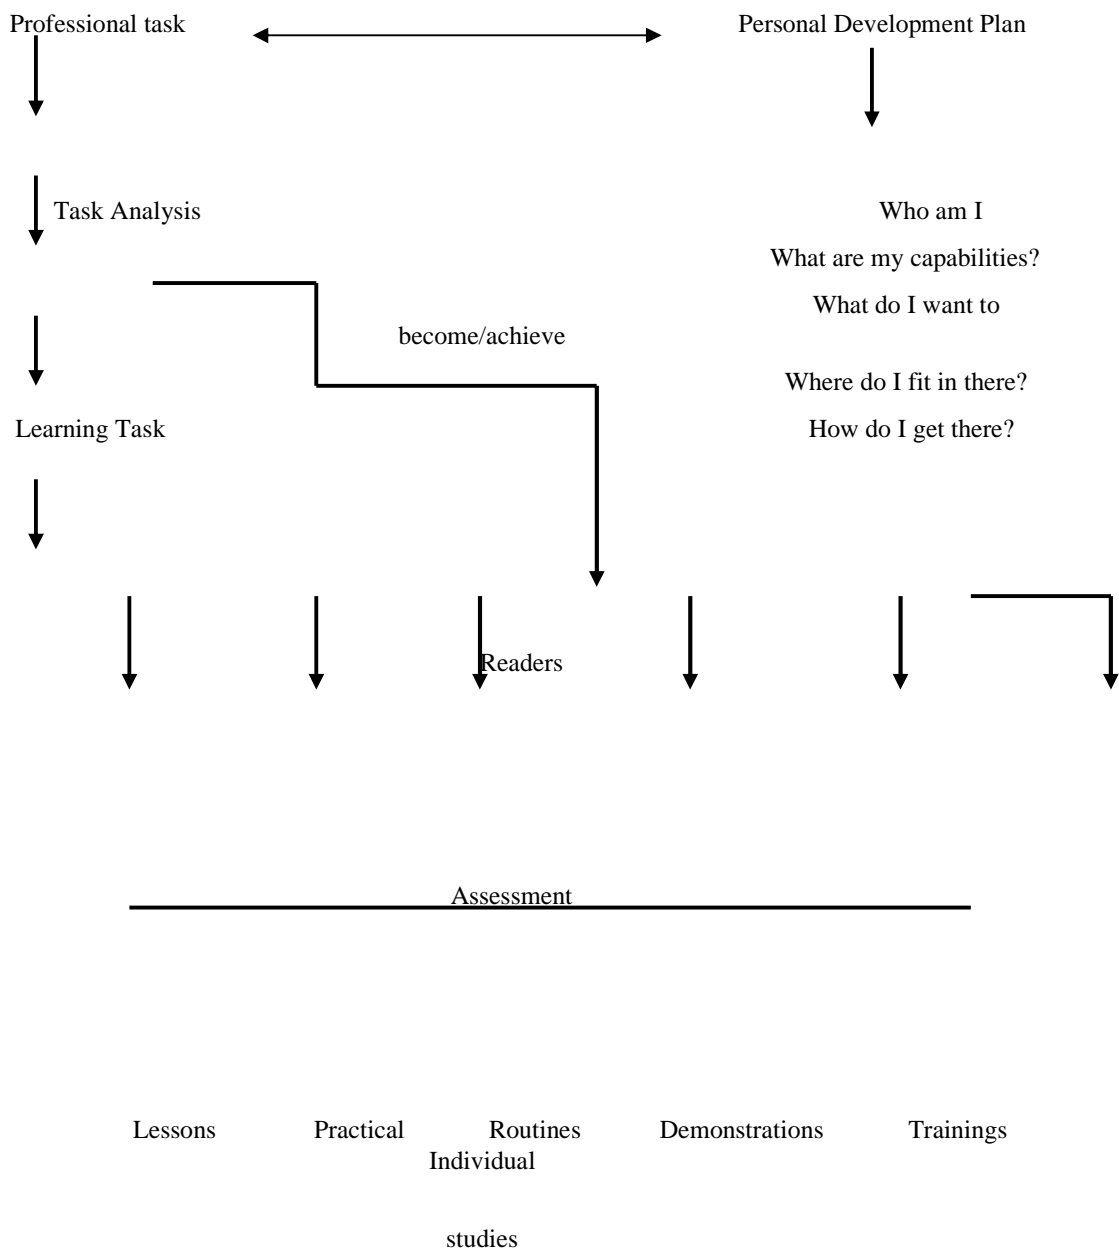 Professional task
Personal Development Plan
Task Analysis
Who am I
What are my capabilities?
What do I want to
become/achieve
Where do I fit in there?
Learning Task
How do I get there?
Readers
Assessment
Lessons
Practical
Routines
Demonstrations
Trainings
Individual
studies